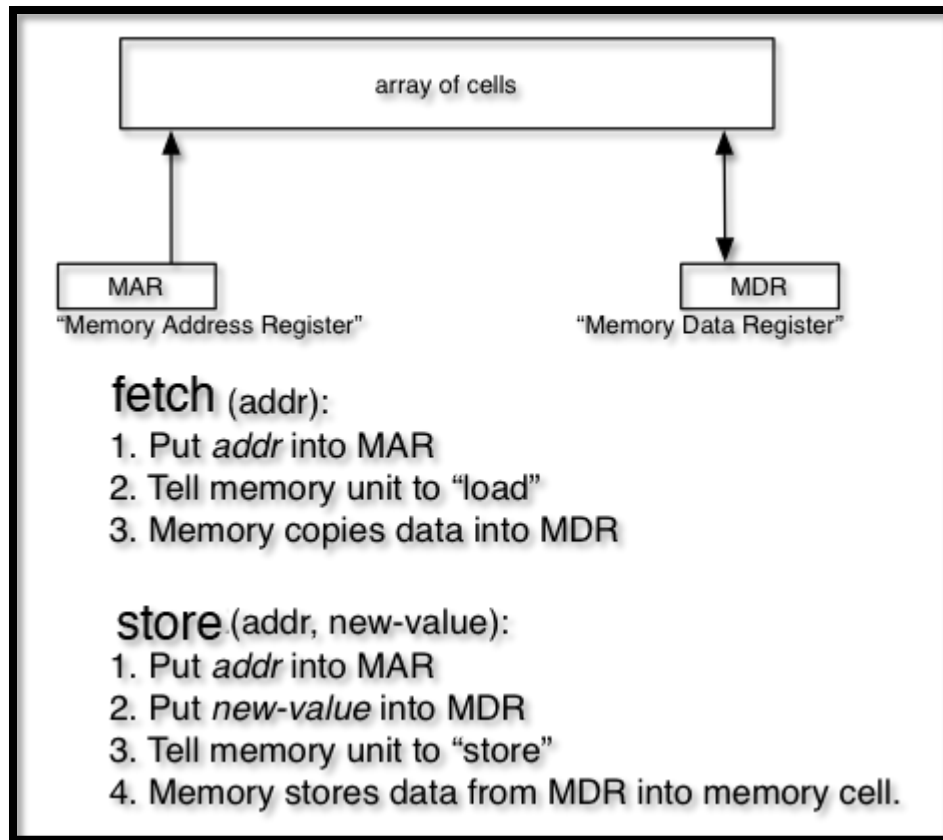 array of cells
MAR MDR
“Memory Address Register” “Memory Data Register”
fetch (addr):
1. Put addr into MAR
2. Tell memory unit to “load”
3. Memory copies data into MDR
store (addr, new-value):
1. Put addr into MAR
2. Put new-value into MDR
3. Tell memory unit to “store”
4. Memory stores data from MDR into memory cell.